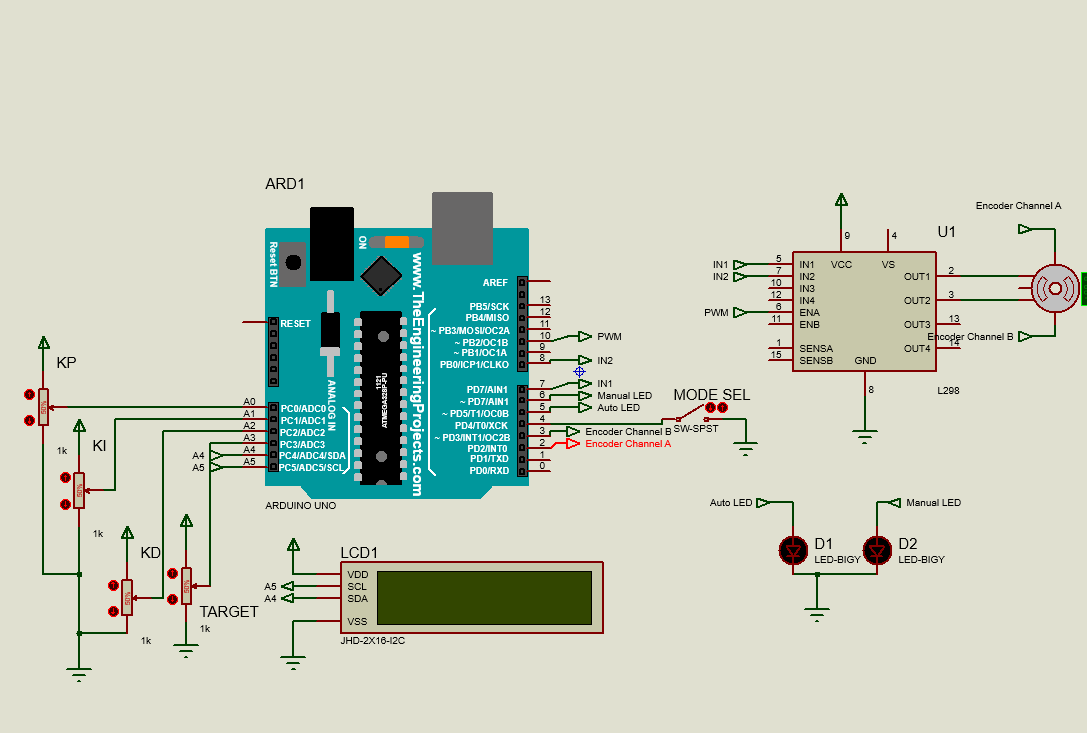 ARD1
Reset BTN
ON
www.TheEngineeringProjects.com
AREF
RESET
PB5/SCK 13
PB4/MISO 12
~ PB3/MOSI/OC2A 11
~ PB2/OC1B 10 PWM
~ PB1/OC1A 9
PB0/ICP1/CLKO 8 IN2
ANALOG IN
1121
ATMEGA328P-PU
PD7/AIN1 7 IN1
~ PD7/AIN1 6 Manual LED
~ PD5/T1/OC0B 5 Auto LED
PD4/T0/XCK 4
~ PD3/INT1/OC2B 3 Encoder Channel B
PD2/INT0 2 Encoder Channel A
PD1/TXD 1
PD0/RXD 0
A0 PC0/ADC0
A1 PC1/ADC1
A2 PC2/ADC2
A3 PC3/ADC3
A4 A4 PC4/ADC4/SDA
A5 A5 PC5/ADC5/SCL
ARDUINO UNO
MODE SEL
SW-SPST
KP
50%
1k
KI
50%
1k
KD
50%
1k
TARGET
50%
1k
LCD1
VDD
A5 SCL
A4 SDA
VSS
JHD-2X16-I2C
Encoder Channel A
U1
9
4
VCC
VS
IN1 5 IN1
IN2 7 IN2
10 IN3
12 IN4
PWM 6 ENA
11 ENB
1 SENSA
15 SENSB
GND
8
OUT1 2
OUT2 3
OUT3 13
OUT4 14
Encoder Channel B
L298
Auto LED
Manual LED
D1
LED-BIGY
D2
LED-BIGY